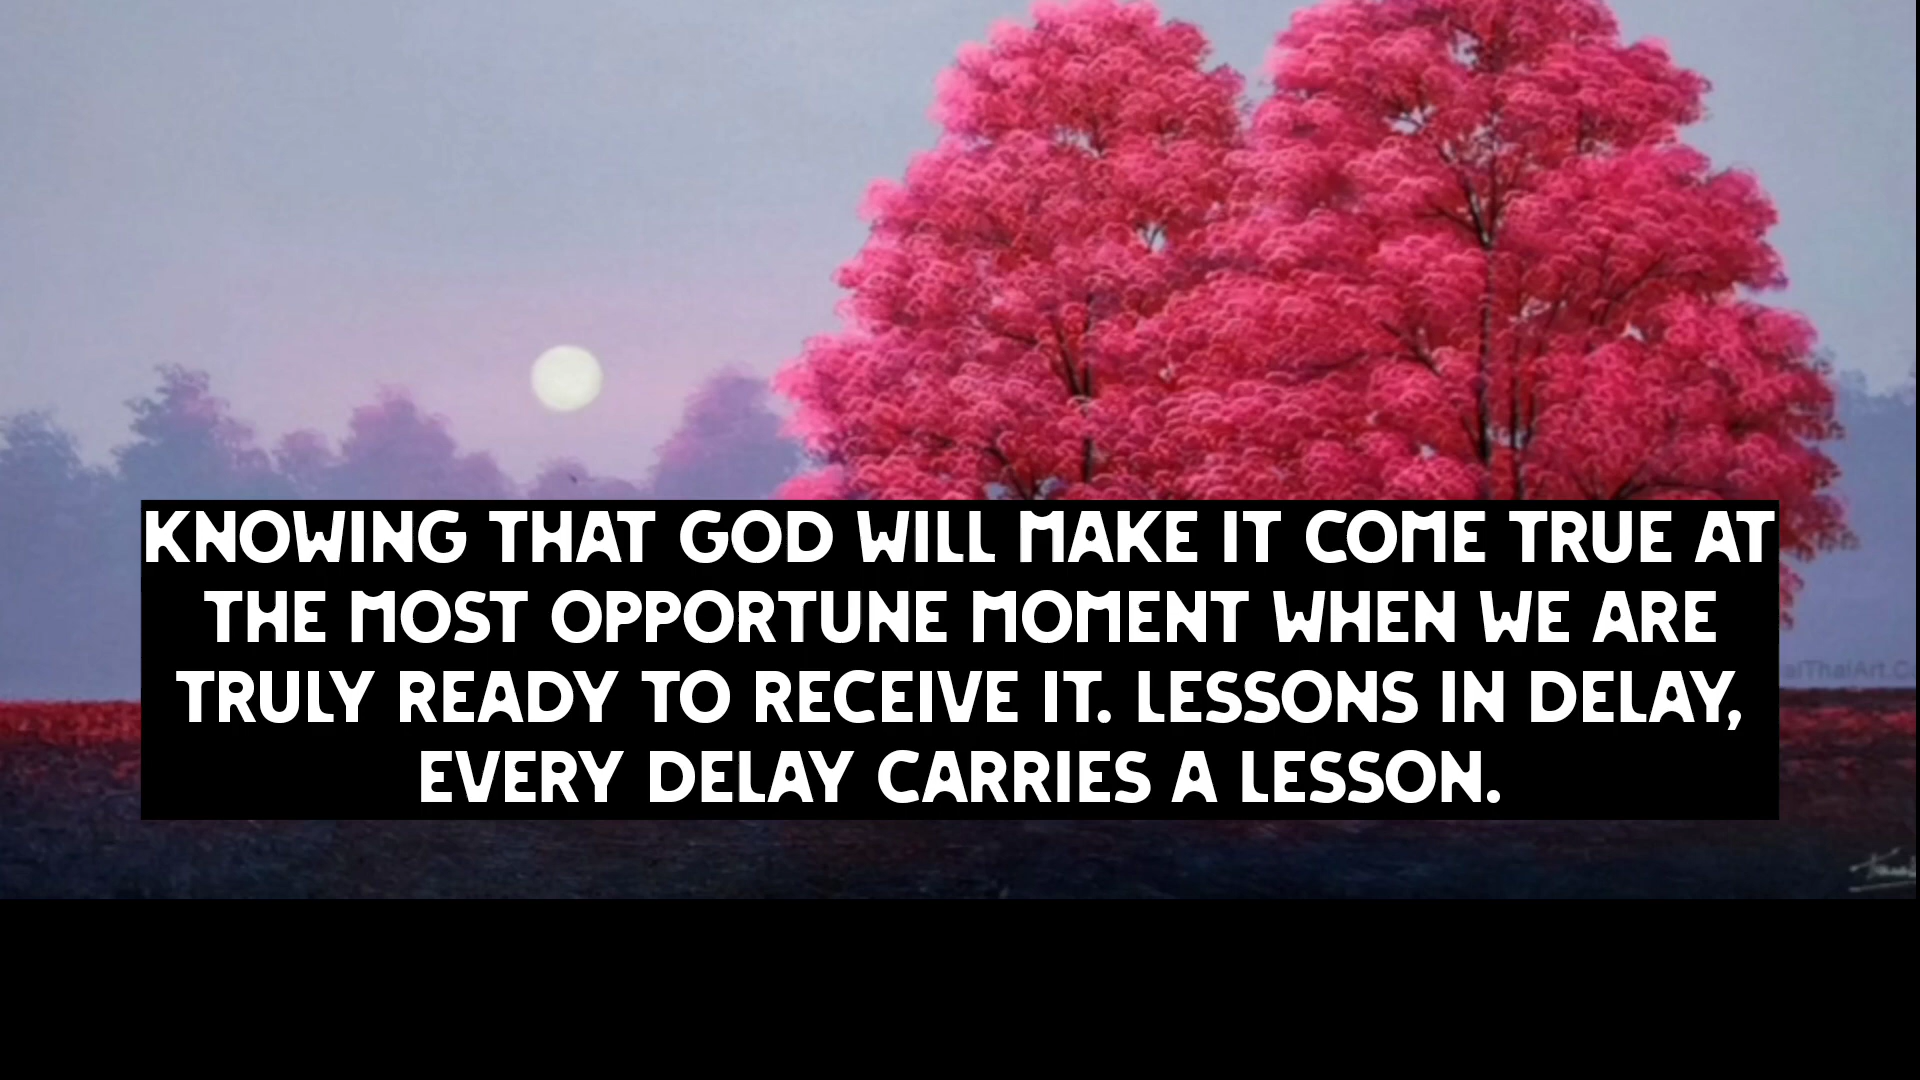 KNOWING THAT GOD WILL MAKE IT COME TRUE AT
THE MOST OPPORTUNE MOMENT WHEN WE ARE
TRULY READY TO RECEIVE IT. LESSONS IN DELAY,
EVERY DELAY CARRIES A LESSON.